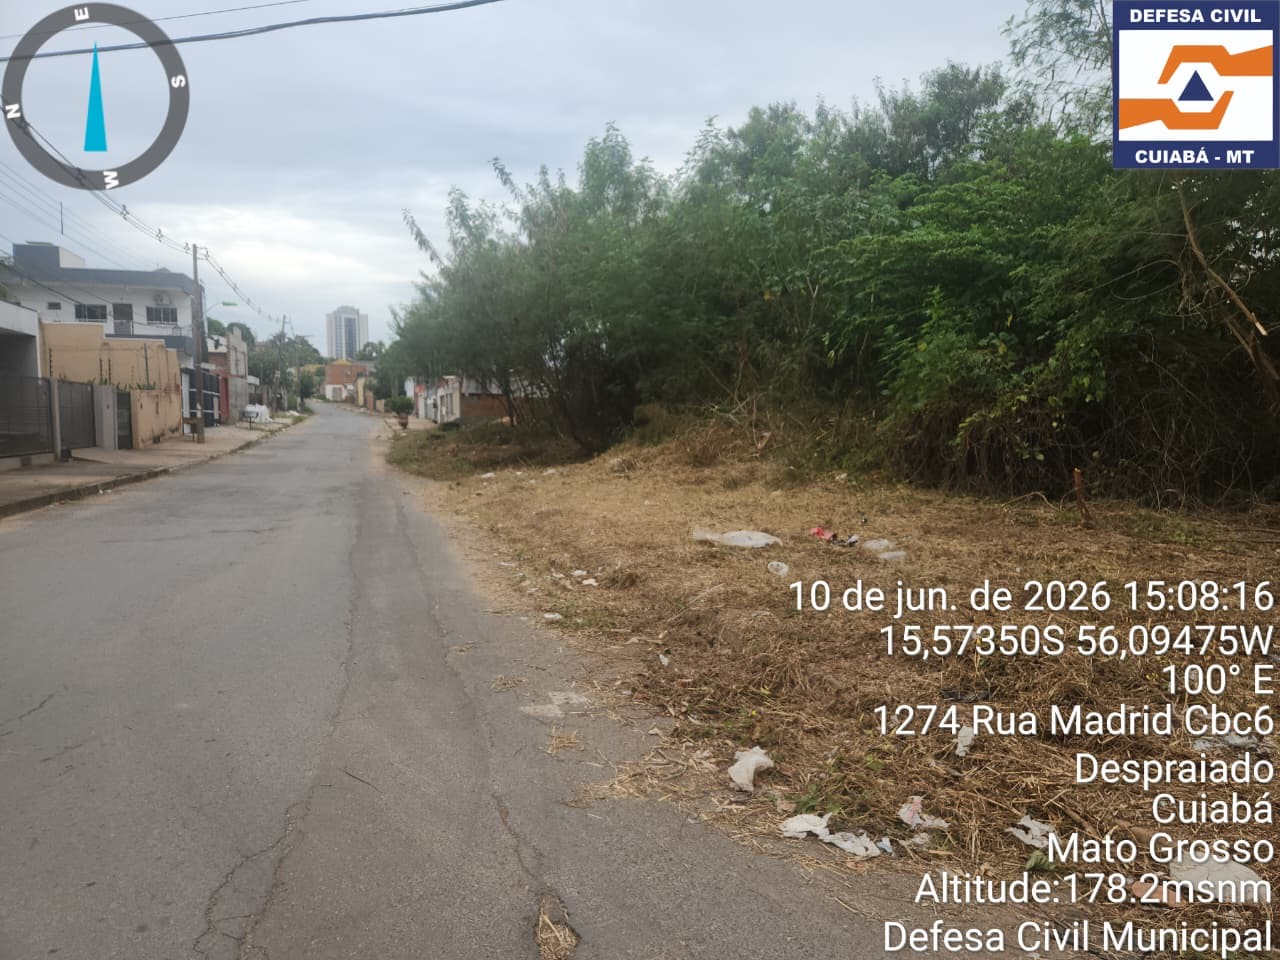 E
S
N
W
DEFESA CIVIL
CUIABÁ - MT
10 de jun. de 2026 15:08:16
15,57350S 56,09475W
100° E
1274 Rua Madrid Cbc6
Despraiado
Cuiabá
Mato Grosso
Altitude:178.2msnm
Defesa Civil Municipal